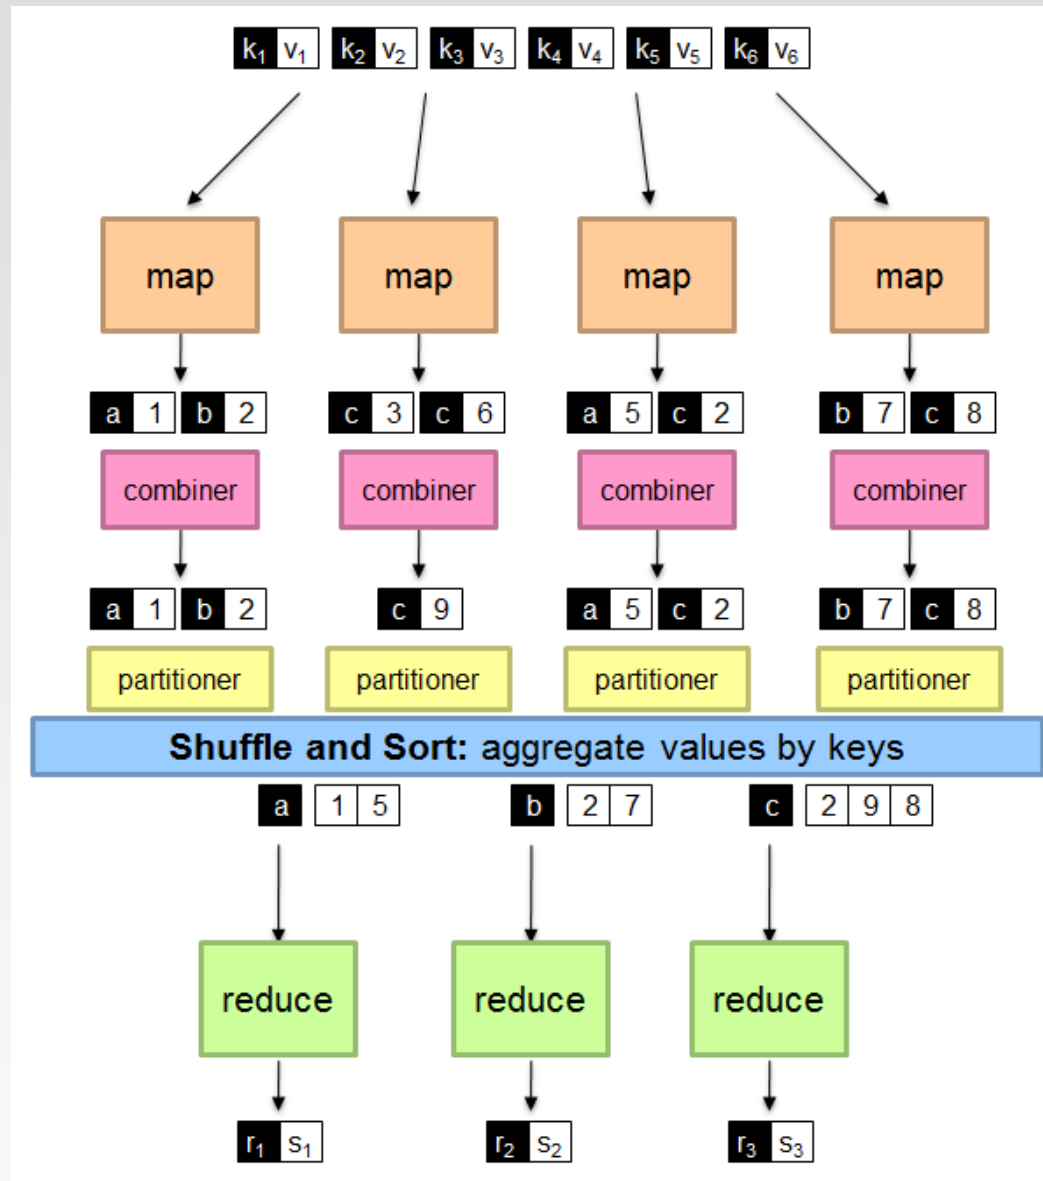 k₁ v₁ k₂ v₂ k₃ v₃ k₄ v₄ k₅ v₅ k₆ v₆
map map map map
a 1 b 2 c 3 c 6 a 5 c 2 b 7 c 8
combiner combiner combiner combiner
a 1 b 2 c 9 a 5 c 2 b 7 c 8
partitioner partitioner partitioner partitioner
Shuffle and Sort: aggregate values by keys
a 1 5 b 2 7 c 2 9 8
reduce reduce reduce
r₁ s₁ r₂ s₂ r₃ s₃